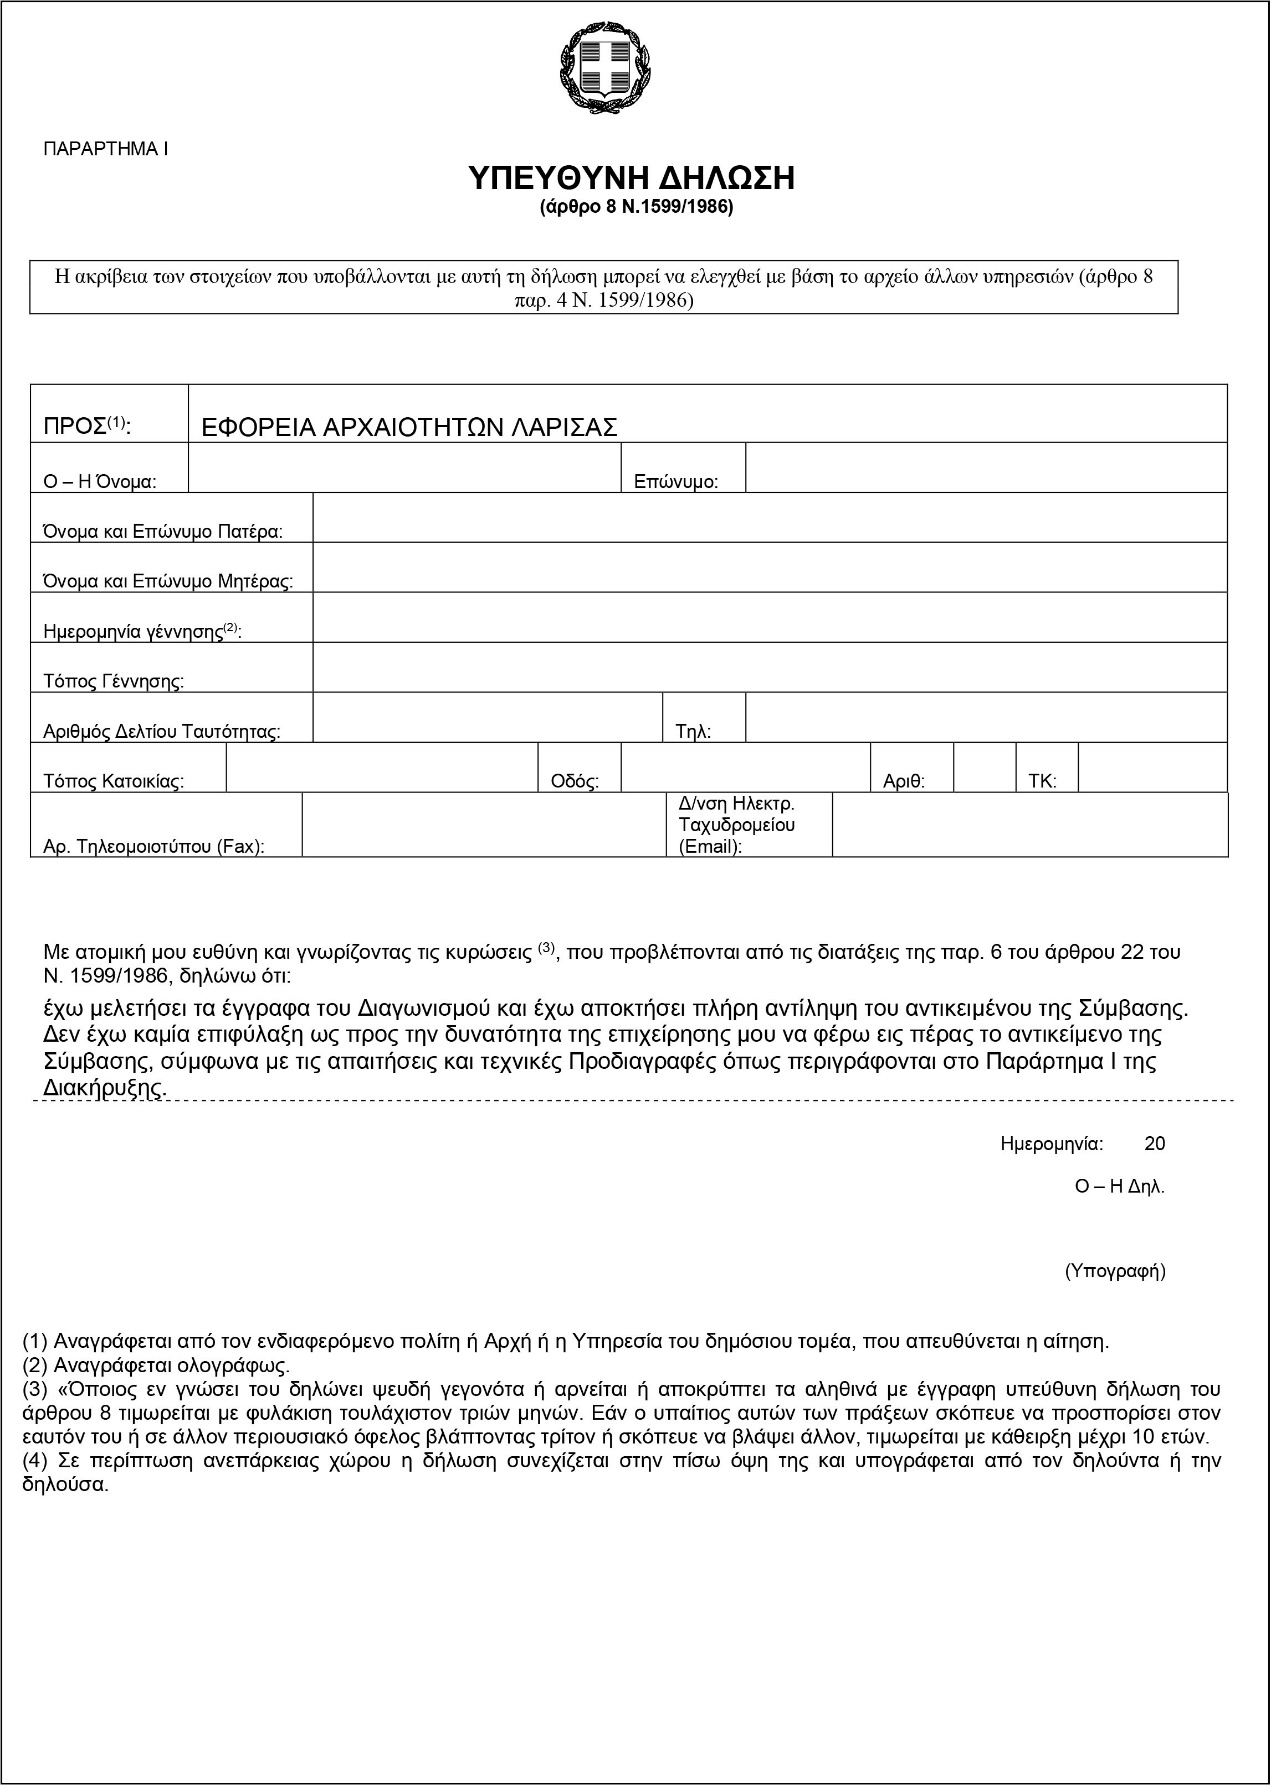 ΠΑΡΑΡΤΗΜΑ Ι
ΥΠΕΥΘΥΝΗ ΔΗΛΩΣΗ
(άρθρο 8 Ν.1599/1986)
Η ακρίβεια των στοιχείων που υποβάλλονται με αυτή τη δήλωση μπορεί να ελεγχθεί με βάση το αρχείο άλλων υπηρεσιών (άρθρο 8
παρ. 4 Ν. 1599/1986)
ΠΡΟΣ(1): ΕΦΟΡΕΙΑ ΑΡΧΑΙΟΤΗΤΩΝ ΛΑΡΙΣΑΣ
Ο – Η Όνομα: Επώνυμο:
Όνομα και Επώνυμο Πατέρα:
Όνομα και Επώνυμο Μητέρας:
Ημερομηνία γέννησης(2):
Τόπος Γέννησης:
Αριθμός Δελτίου Ταυτότητας: Τηλ:
Τόπος Κατοικίας: Οδός: Αριθ: ΤΚ:
Αρ. Τηλεομοιοτύπου (Fax): Δ/νση Ηλεκτρ.
Ταχυδρομείου
(Εmail):
Με ατομική μου ευθύνη και γνωρίζοντας τις κυρώσεις (3), που προβλέπονται από τις διατάξεις της παρ. 6 του άρθρου 22 του
Ν. 1599/1986, δηλώνω ότι:
έχω μελετήσει τα έγγραφα του Διαγωνισμού και έχω αποκτήσει πλήρη αντίληψη του αντικειμένου της Σύμβασης.
Δεν έχω καμία επιφύλαξη ως προς την δυνατότητα της επιχείρησης μου να φέρω εις πέρας το αντικείμενο της
Σύμβασης, σύμφωνα με τις απαιτήσεις και τεχνικές Προδιαγραφές όπως περιγράφονται στο Παράρτημα Ι της
Διακήρυξης.
Ημερομηνία: 20
Ο – Η Δηλ.
(Υπογραφή)
(1) Αναγράφεται από τον ενδιαφερόμενο πολίτη ή Αρχή ή η Υπηρεσία του δημόσιου τομέα, που απευθύνεται η αίτηση.
(2) Αναγράφεται ολογράφως.
(3) «Όποιος εν γνώσει του δηλώνει ψευδή γεγονότα ή αρνείται ή αποκρύπτει τα αληθινά με έγγραφη υπεύθυνη δήλωση του
άρθρου 8 τιμωρείται με φυλάκιση τουλάχιστον τριών μηνών. Εάν ο υπαίτιος αυτών των πράξεων σκόπευε να προσπορίσει στον
εαυτόν του ή σε άλλον περιουσιακό όφελος βλάπτοντας τρίτον ή σκόπευε να βλάψει άλλον, τιμωρείται με κάθειρξη μέχρι 10 ετών.
(4) Σε περίπτωση ανεπάρκειας χώρου η δήλωση συνεχίζεται στην πίσω όψη της και υπογράφεται από τον δηλούντα ή την
δηλούσα.